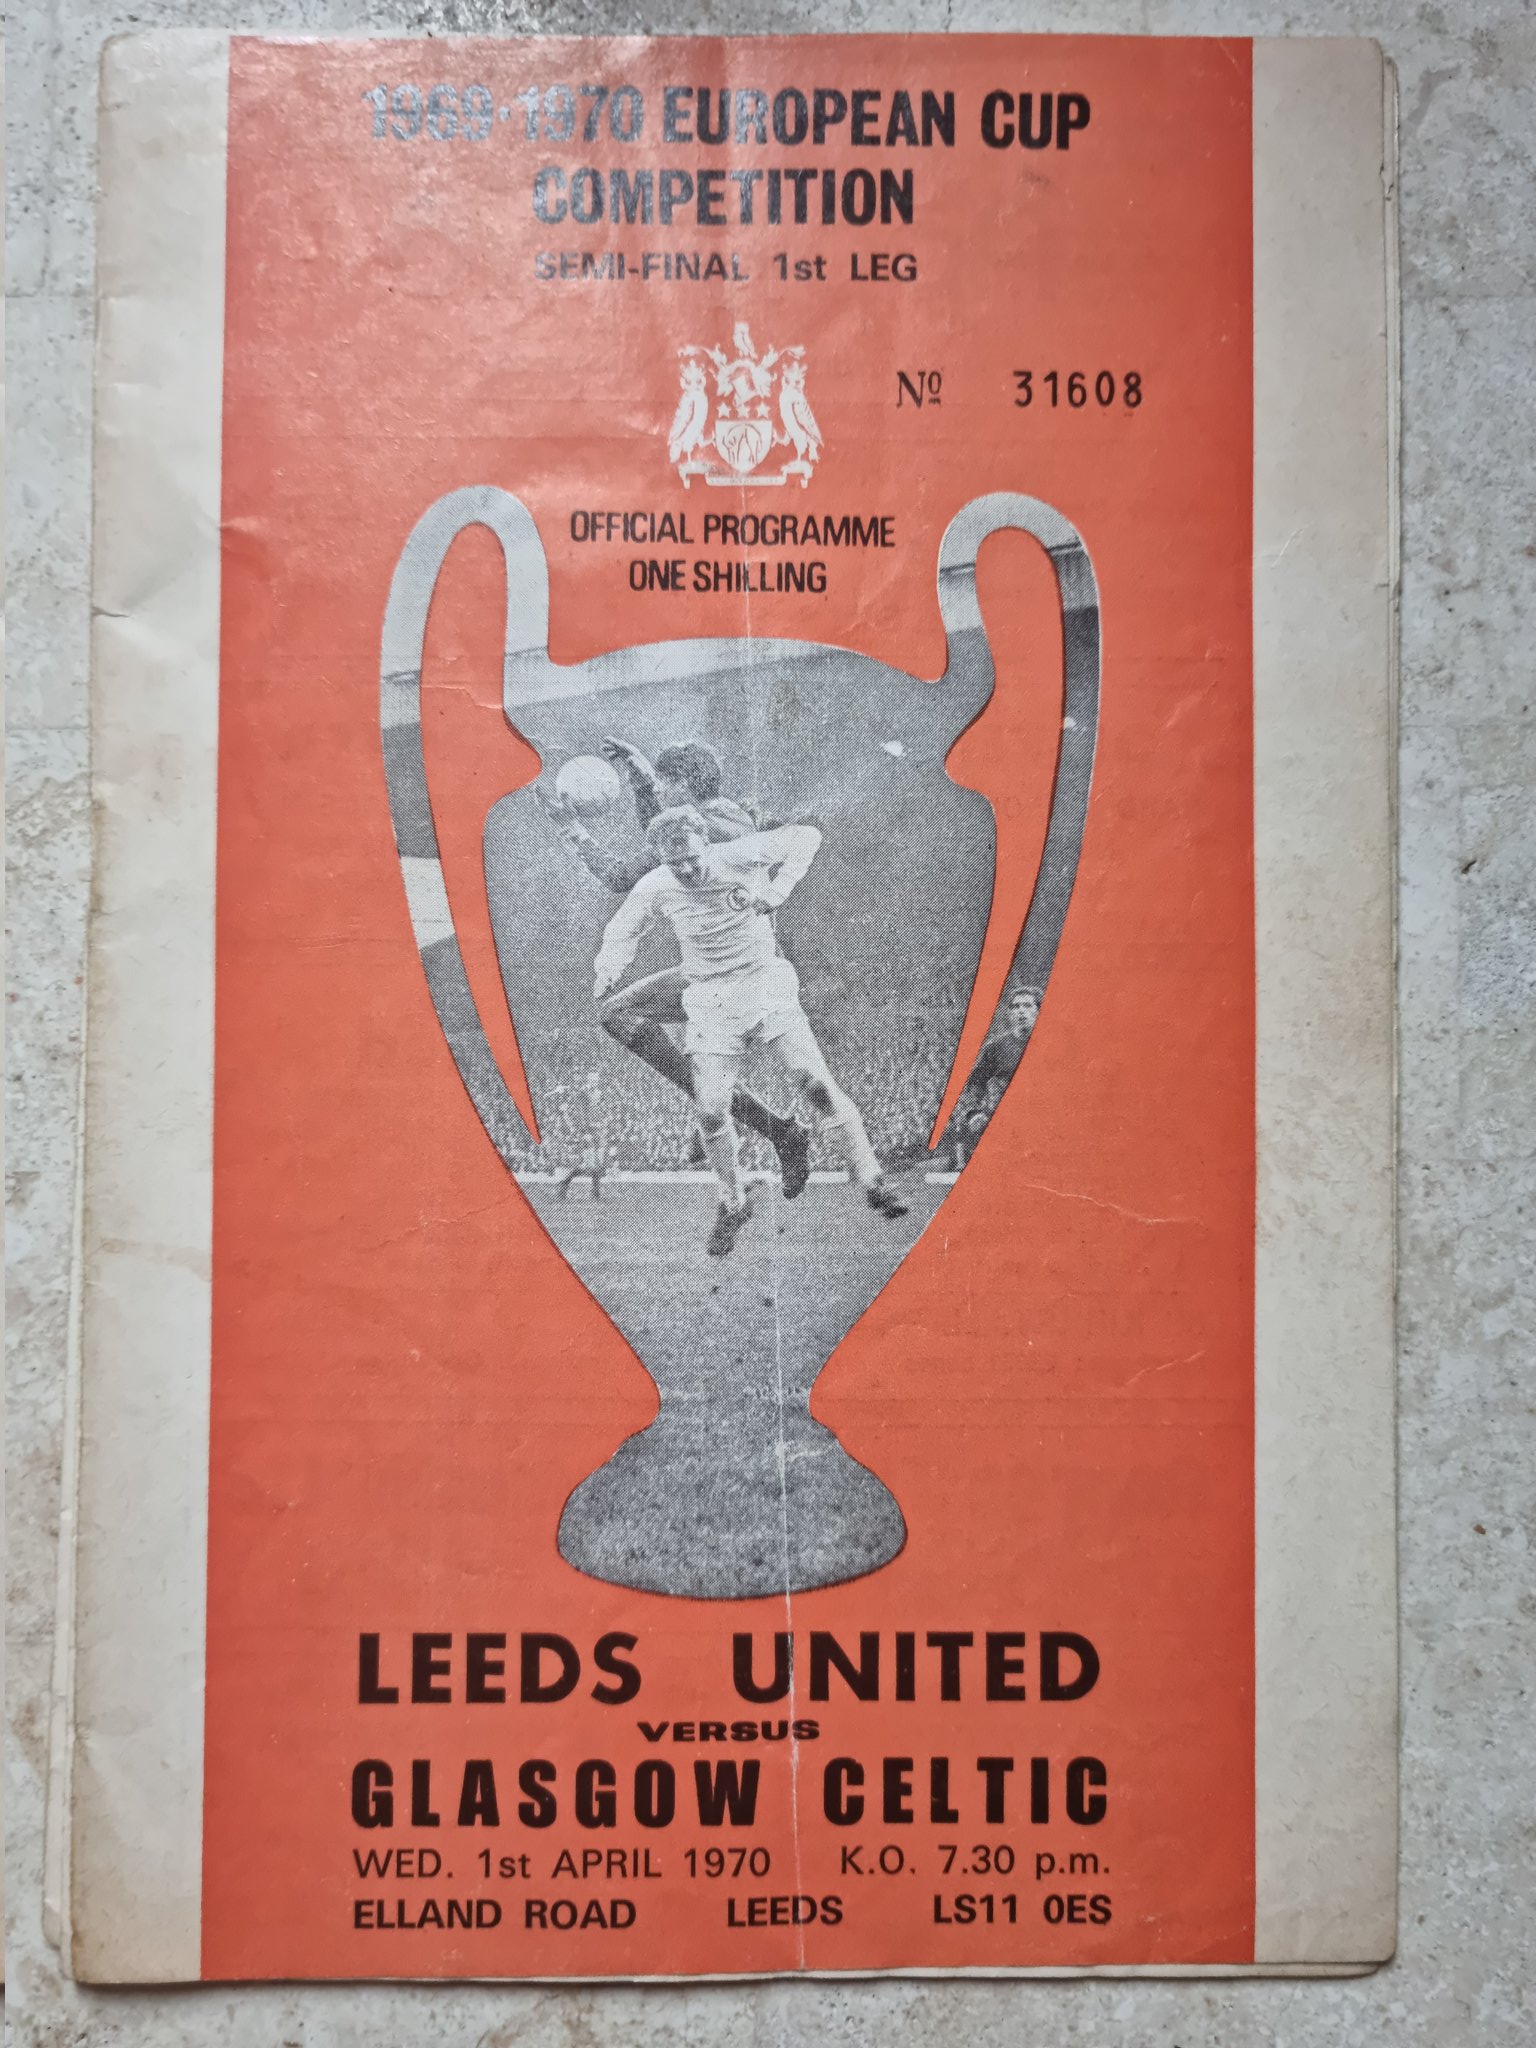 1969·1970 EUROPEAN CUP
COMPETITION
SEMI-FINAL 1st LEG
Nº 31608
OFFICIAL PROGRAMME
ONE SHILLING
LEEDS UNITED
VERSUS
GLASGOW CELTIC
WED. 1st APRIL 1970 K.O. 7.30 p.m.
ELLAND ROAD LEEDS LS11 0ES